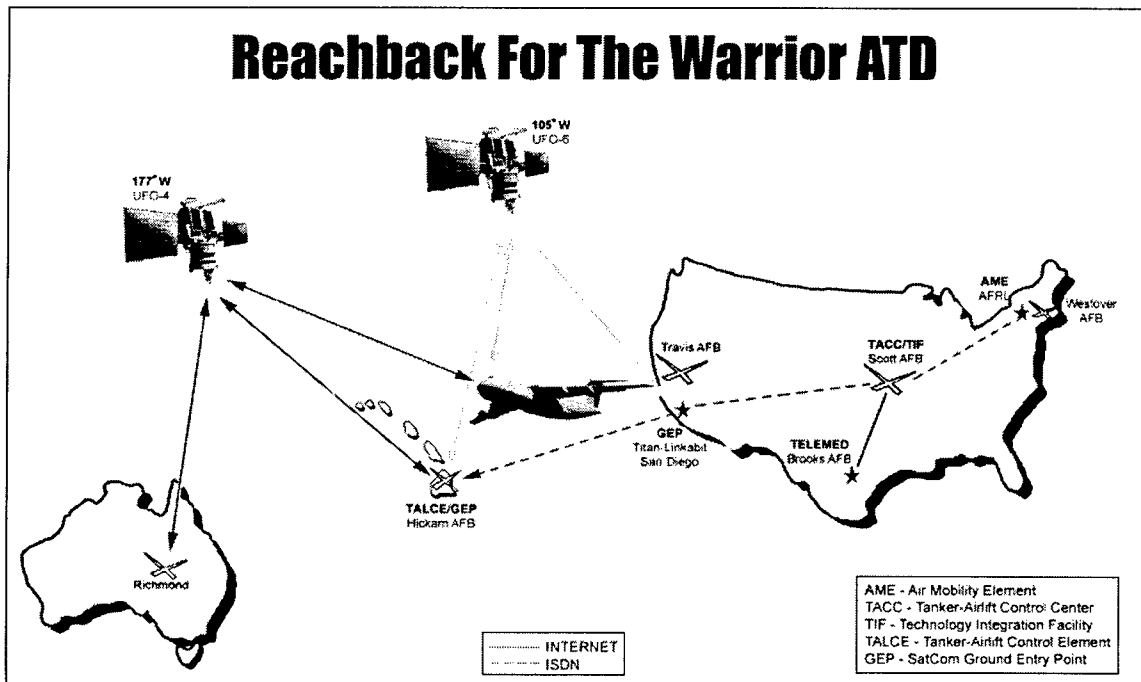 Reachback For The Warrior ATD
105° W
UFO-6
177° W
UFO-4
AME
AFRL
Westover
AFB
Travis AFB
TACC/TIF
Scott AFB
GEP
Titan-Linkabit
San Diego
TELEMED
Brooks AFB
TALCE/GEP
Hickam AFB
Richmond
AME - Air Mobility Element
TACC - Tanker-Airlift Control Center
TIF - Technology Integration Facility
TALCE - Tanker-Airlift Control Element
GEP - SatCom Ground Entry Point
INTERNET
ISDN